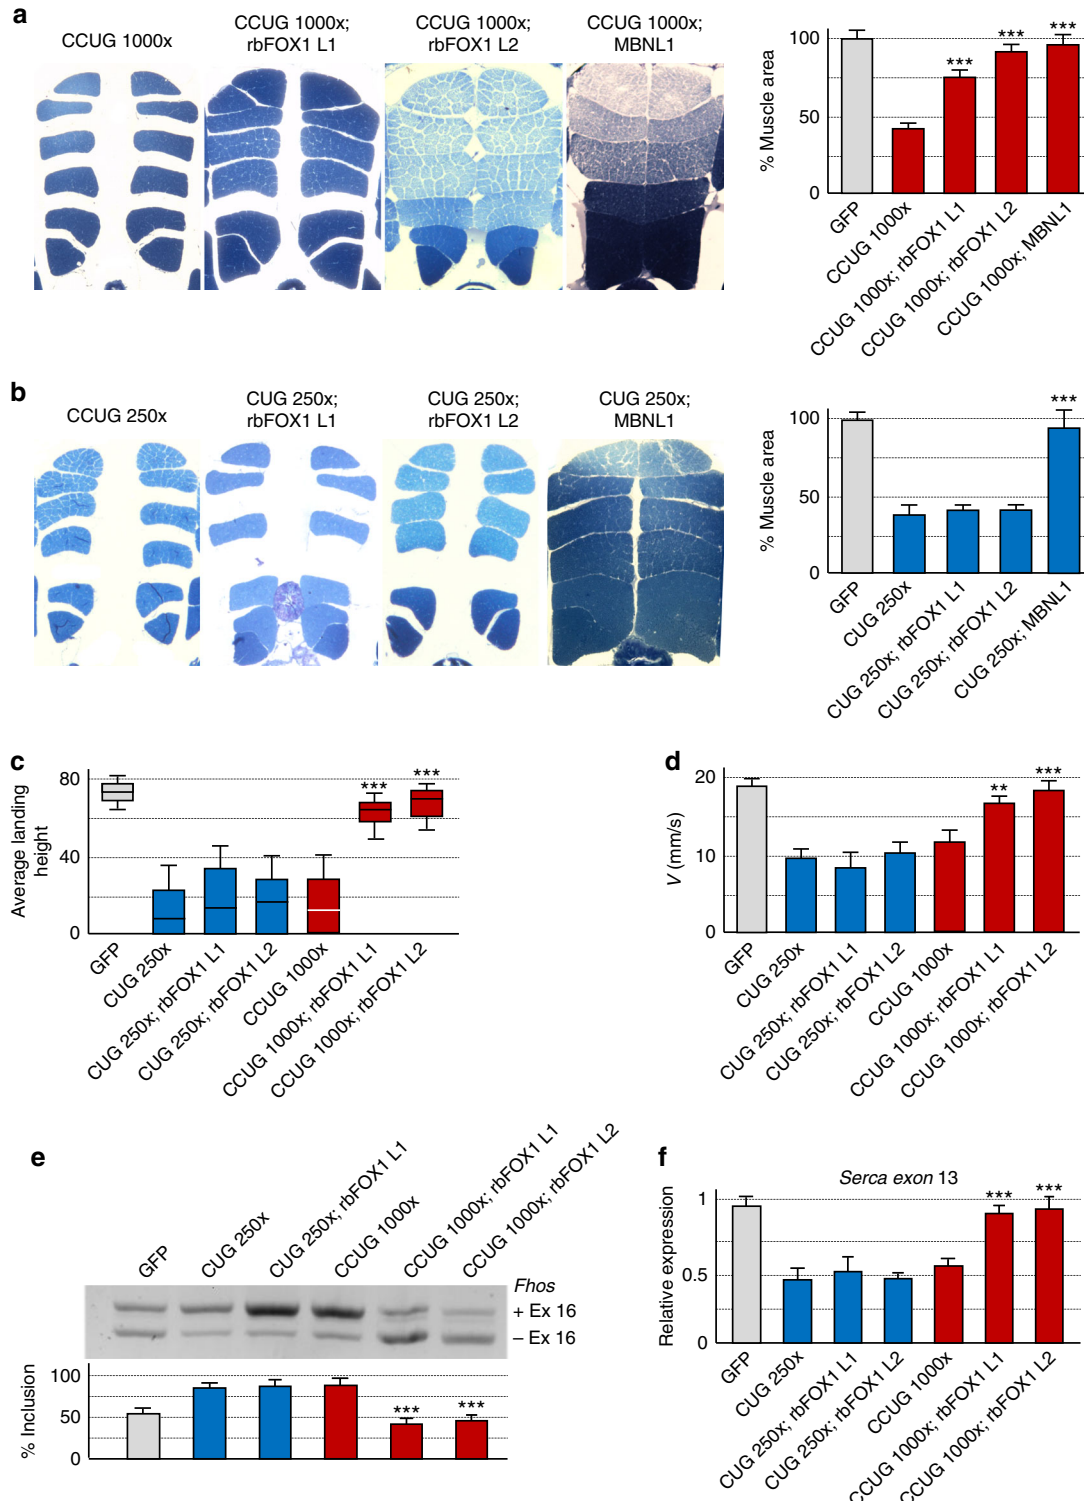 a
CCUG 1000x
CCUG 1000x;
rbFOX1 L1
CCUG 1000x;
rbFOX1 L2
CCUG 1000x;
MBNL1
% Muscle area
100
50
0
***
***
***
GFP
CCUG 1000x
CCUG 1000x; rbFOX1 L1
CCUG 1000x; rbFOX1 L2
CCUG 1000x; MBNL1
b
CCUG 250x
CUG 250x;
rbFOX1 L1
CUG 250x;
rbFOX1 L2
CUG 250x;
MBNL1
% Muscle area
100
50
0
***
GFP
CUG 250x
CUG 250x; rbFOX1 L1
CUG 250x; rbFOX1 L2
CUG 250x; MBNL1
c
Average landing
height
80
40
0
***
***
GFP
CUG 250x
CUG 250x; rbFOX1 L1
CUG 250x; rbFOX1 L2
CCUG 1000x
CCUG 1000x; rbFOX1 L1
CCUG 1000x; rbFOX1 L2
d
V (mm/s)
20
10
0
**
***
GFP
CUG 250x
CUG 250x; rbFOX1 L1
CUG 250x; rbFOX1 L2
CCUG 1000x
CCUG 1000x; rbFOX1 L1
CCUG 1000x; rbFOX1 L2
e
GFP
CUG 250x
CUG 250x; rbFOX1 L1
CCUG 1000x
CCUG 1000x; rbFOX1 L1
CCUG 1000x; rbFOX1 L2
Fhos
+ Ex 16
– Ex 16
% Inclusion
100
50
0
***
***
f
Serca exon 13
Relative expression
1
0.5
0
***
***
GFP
CUG 250x
CUG 250x; rbFOX1 L1
CUG 250x; rbFOX1 L2
CCUG 1000x
CCUG 1000x; rbFOX1 L1
CCUG 1000x; rbFOX1 L2